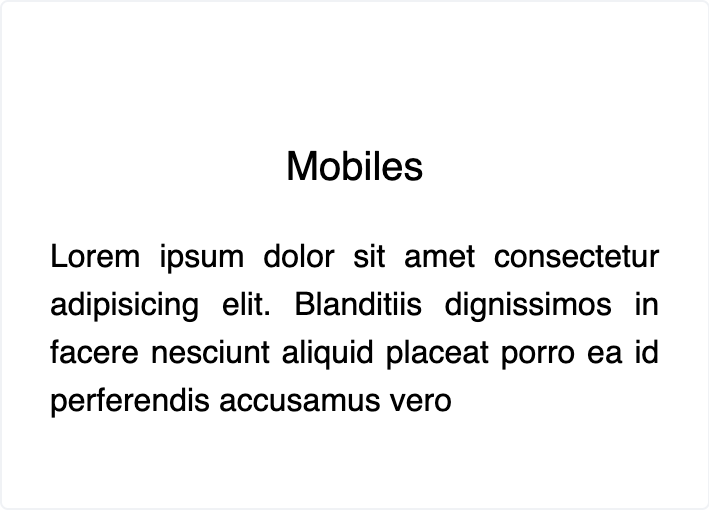 Mobiles
Lorem ipsum dolor sit amet consectetur
adipisicing elit. Blanditiis dignissimos in
facere nesciunt aliquid placeat porro ea id
perferendis accusamus vero